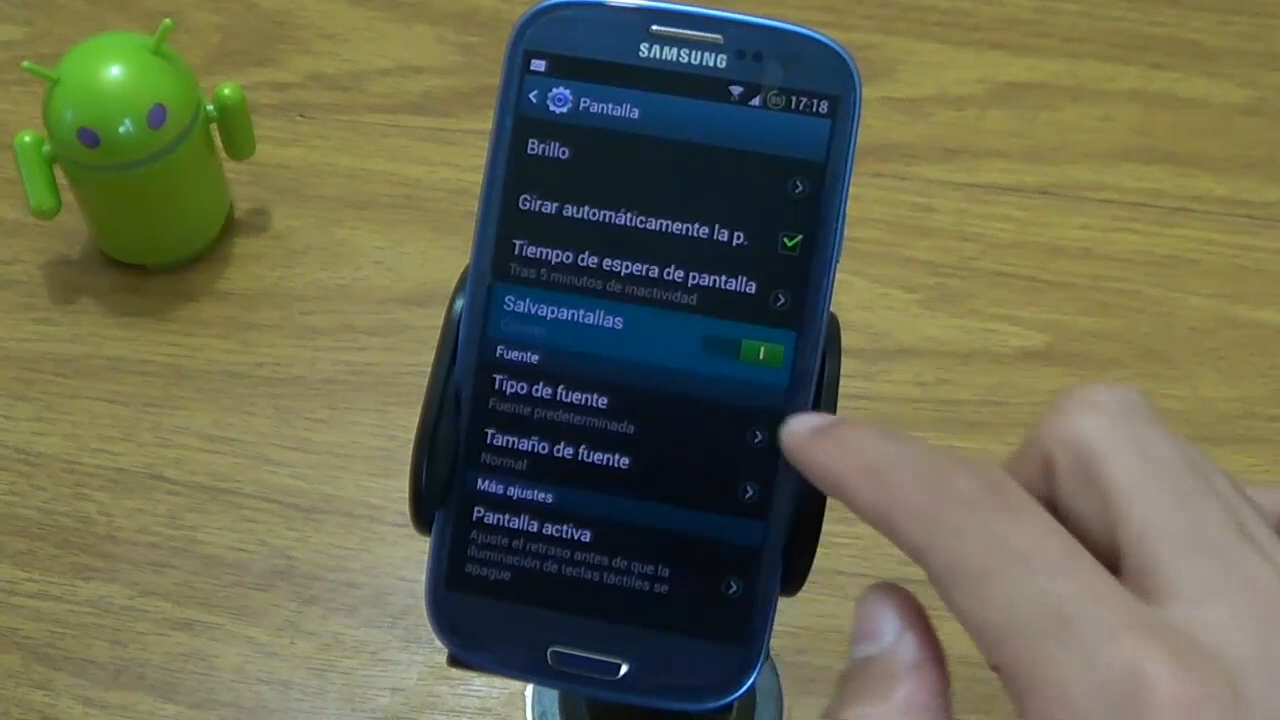 SAMSUNG
17:18
Pantalla
Brillo
Girar automáticamente la p.
Tiempo de espera de pantalla
Tras 5 minutos de inactividad
Salvapantallas
Fuente
Tipo de fuente
Fuente predeterminada
Tamaño de fuente
Normal
Más ajustes
Pantalla activa
Ajuste el retraso antes de que la
iluminación de teclas táctiles se
apague